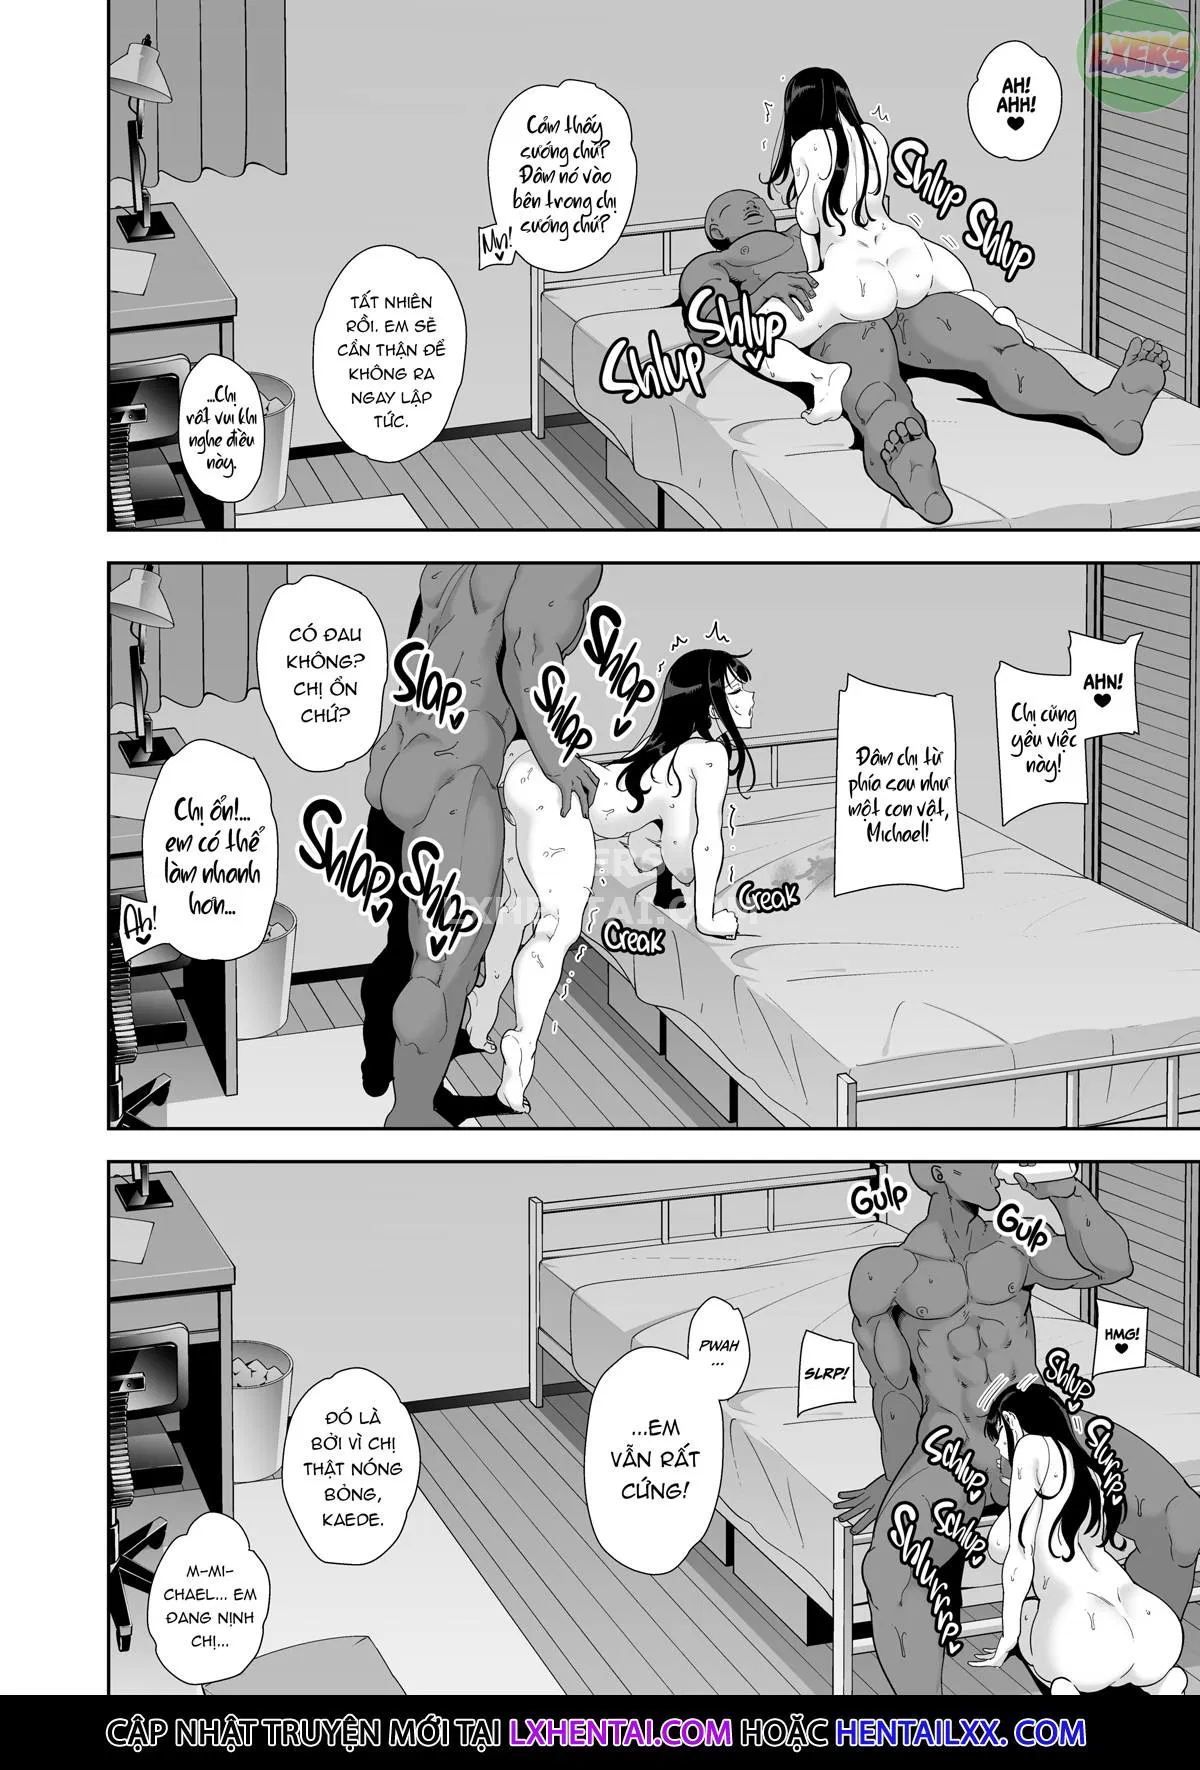 LXERS
AH!
AHH!
Shlup
Shlup
Cảm thấy
sướng chứ?
Đâm nó vào
bên trong chị
sướng chứ?
Nn!
Shlup
Shlup
TẤT NHIÊN
RỒI. EM SẼ
CẨN THẬN ĐỂ
KHÔNG RA
NGAY LẬP
TỨC.
...Chị
rất vui khi
nghe điều
này.
AHN!
Chị cũng
yêu việc
này!
Đâm chị từ
phía sau như
một con vật,
Michael!
Shlap
Shlap
Slap
CÓ ĐAU
KHÔNG?
CHỊ ỔN
CHỨ?
Chị ổn!...
em có thể
làm nhanh
hơn...
Ah!
Shlap
Shlap
Creak
Creak
LXERS
LXHENTAI.COM
Gulp
Gulp
HMG!
SLRP!
PWAH
...
...EM
VẪN RẤT
CỨNG!
Shlup
Slurrp
Schlup
Schlup
Shlurrrp
ĐÓ LÀ
BỞI VÌ CHỊ
THẬT NÓNG
BỎNG,
KAEDE.
M-MI-
CHAEL... EM
ĐANG NỊNH
CHỊ...
CẬP NHẬT TRUYỆN MỚI TẠI LXHENTAI.COM HOẶC HENTAILXX. COM